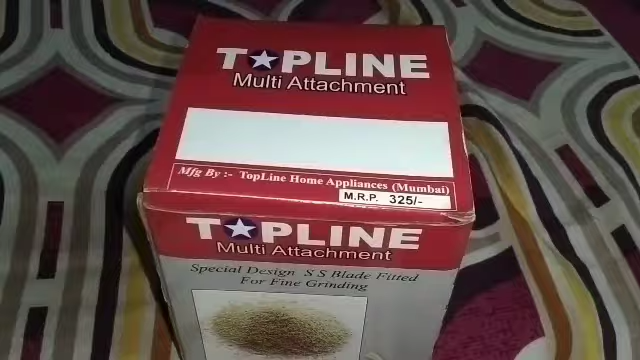 TOPLINE
Multi Attachment
Mfg By :- TopLine Home Appliances (Mumbai)
M.R.P. 325/-
TOPLINE
Multi Attachment
Special Design S S Blade Fitted
For Fine Grinding